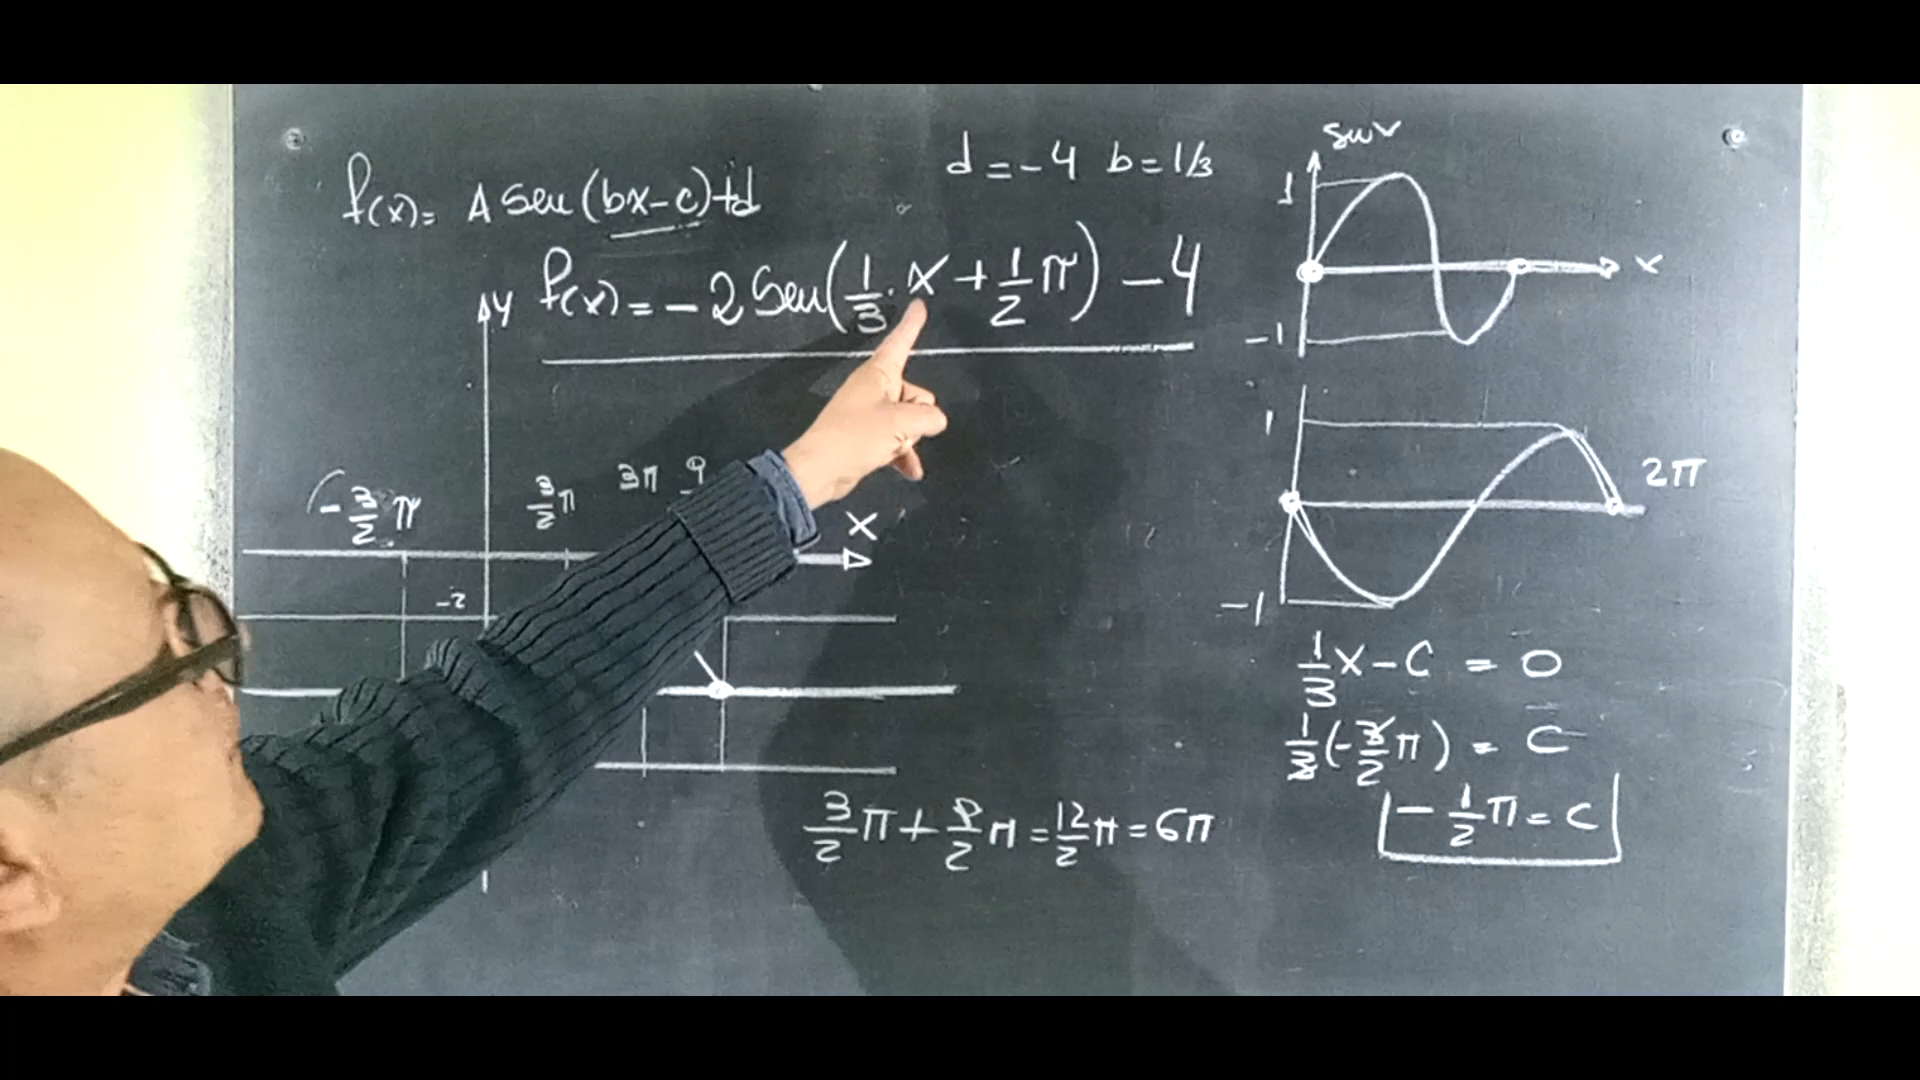 f(x) = A sen(bx-c)+d
d = -4 b = 1/3
f(x) = -2 sen(1/3 · x + 1/2 π) - 4
sen x
1
x
-1
y
(-3/2 π
3/2 π
3π
9
x
-2
1
2π
-1
1/3 x - c = 0
1/3 (-3/2 π) = c
-1/2 π = c
3/2 π + 9/2 π = 12/2 π = 6π